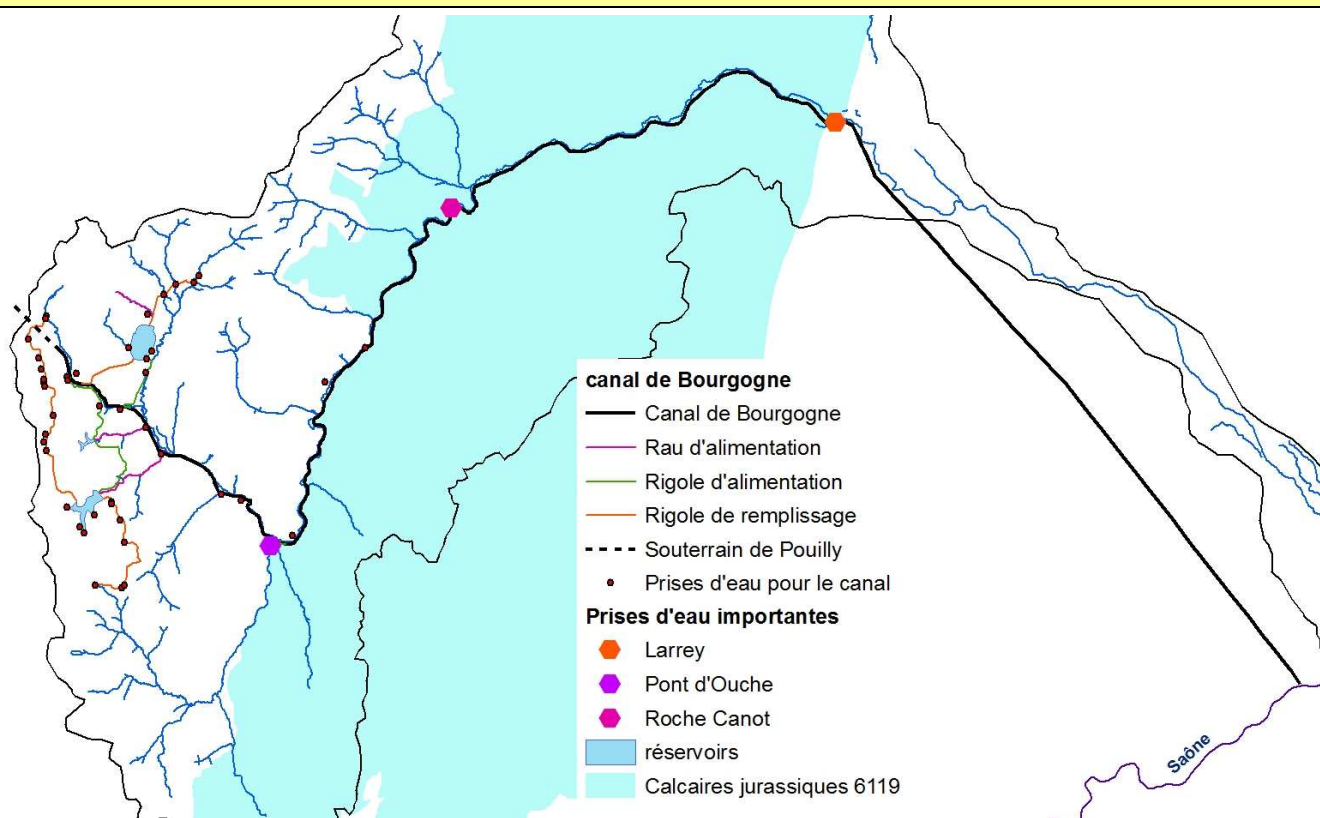 canal de Bourgogne
Canal de Bourgogne
Rau d'alimentation
Rigole d'alimentation
Rigole de remplissage
Souterrain de Pouilly
Prises d'eau pour le canal
Prises d'eau importantes
Larrey
Pont d'Ouche
Roche Canot
réservoirs
Calcaires jurassiques 6119
Saône